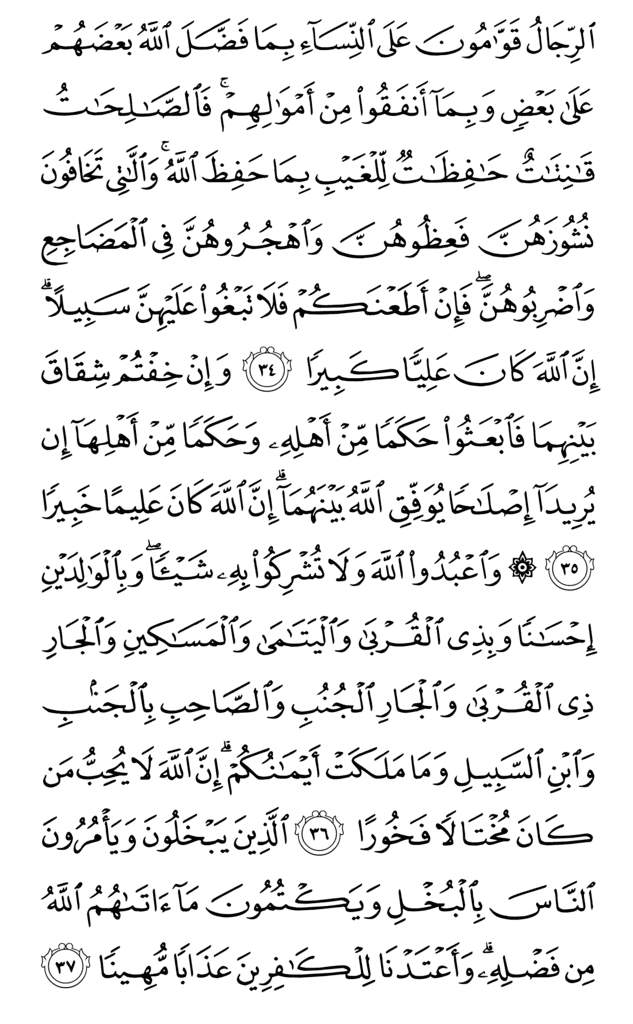 ٱلرِّجَالُ قَوَّٰمُونَ عَلَى ٱلنِّسَآءِ بِمَا فَضَّلَ ٱللَّهُ بَعْضَهُمْ
عَلَىٰ بَعْضٍ وَبِمَآ أَنفَقُوا۟ مِنْ أَمْوَٰلِهِمْ ۚ فَٱلصَّٰلِحَٰتُ
قَٰنِتَٰتٌ حَٰفِظَٰتٌ لِّلْغَيْبِ بِمَا حَفِظَ ٱللَّهُ ۚ وَٱلَّٰتِى تَخَافُونَ
نُشُوزَهُنَّ فَعِظُوهُنَّ وَٱهْجُرُوهُنَّ فِى ٱلْمَضَاجِعِ
وَٱضْرِبُوهُنَّ ۖ فَإِنْ أَطَعْنَكُمْ فَلَا تَبْغُوا۟ عَلَيْهِنَّ سَبِيلًا ۗ
إِنَّ ٱللَّهَ كَانَ عَلِيًّا كَبِيرًا ٣٤ وَإِنْ خِفْتُمْ شِقَاقَ
بَيْنِهِمَا فَٱبْعَثُوا۟ حَكَمًا مِّنْ أَهْلِهِۦ وَحَكَمًا مِّنْ أَهْلِهَآ إِن
يُرِيدَآ إِصْلَٰحًا يُوَفِّقِ ٱللَّهُ بَيْنَهُمَآ ۗ إِنَّ ٱللَّهَ كَانَ عَلِيمًا خَبِيرًا
٣٥ ۞ وَٱعْبُدُوا۟ ٱللَّهَ وَلَا تُشْرِكُوا۟ بِهِۦ شَيْـًٔا ۖ وَبِٱلْوَٰلِدَيْنِ
إِحْسَٰنًا وَبِذِى ٱلْقُرْبَىٰ وَٱلْيَتَٰمَىٰ وَٱلْمَسَٰكِينِ وَٱلْجَارِ
ذِى ٱلْقُرْبَىٰ وَٱلْجَارِ ٱلْجُنُبِ وَٱلصَّاحِبِ بِٱلْجَنۢبِ
وَٱبْنِ ٱلسَّبِيلِ وَمَا مَلَكَتْ أَيْمَٰنُكُمْ ۗ إِنَّ ٱللَّهَ لَا يُحِبُّ مَن
كَانَ مُخْتَالًا فَخُورًا ٣٦ ٱلَّذِينَ يَبْخَلُونَ وَيَأْمُرُونَ
ٱلنَّاسَ بِٱلْبُخْلِ وَيَكْتُمُونَ مَآ ءَاتَىٰهُمُ ٱللَّهُ
مِن فَضْلِهِۦ ۗ وَأَعْتَدْنَا لِلْكَٰفِرِينَ عَذَابًا مُّهِينًا ٣٧